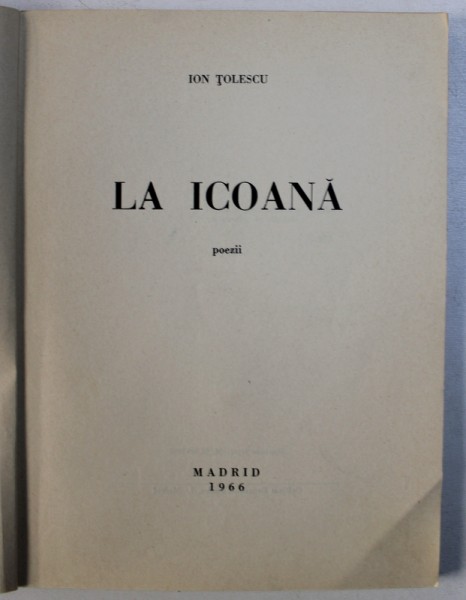 ION ŢOLESCU
LA ICOANĂ
poezii
MADRID
1966